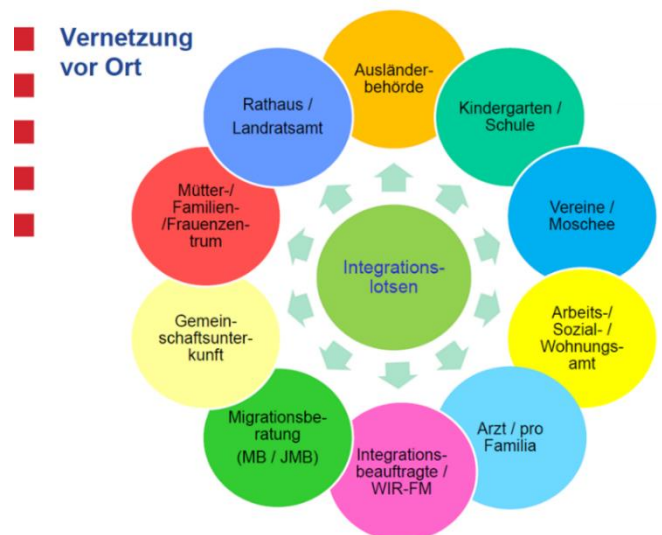 Vernetzung
vor Ort
Ausländer-
behörde
Kindergarten /
Schule
Vereine /
Moschee
Arbeits-/
Sozial- /
Wohnungs-
amt
Arzt / pro
Familia
Integrations-
beauftragte /
WIR-FM
Migrationsbe-
ratung
(MB / JMB)
Gemein-
schaftsunter-
kunft
Mütter-/
Familien-
/Frauenzen-
trum
Rathaus /
Landratsamt
Integrations-
lotsen